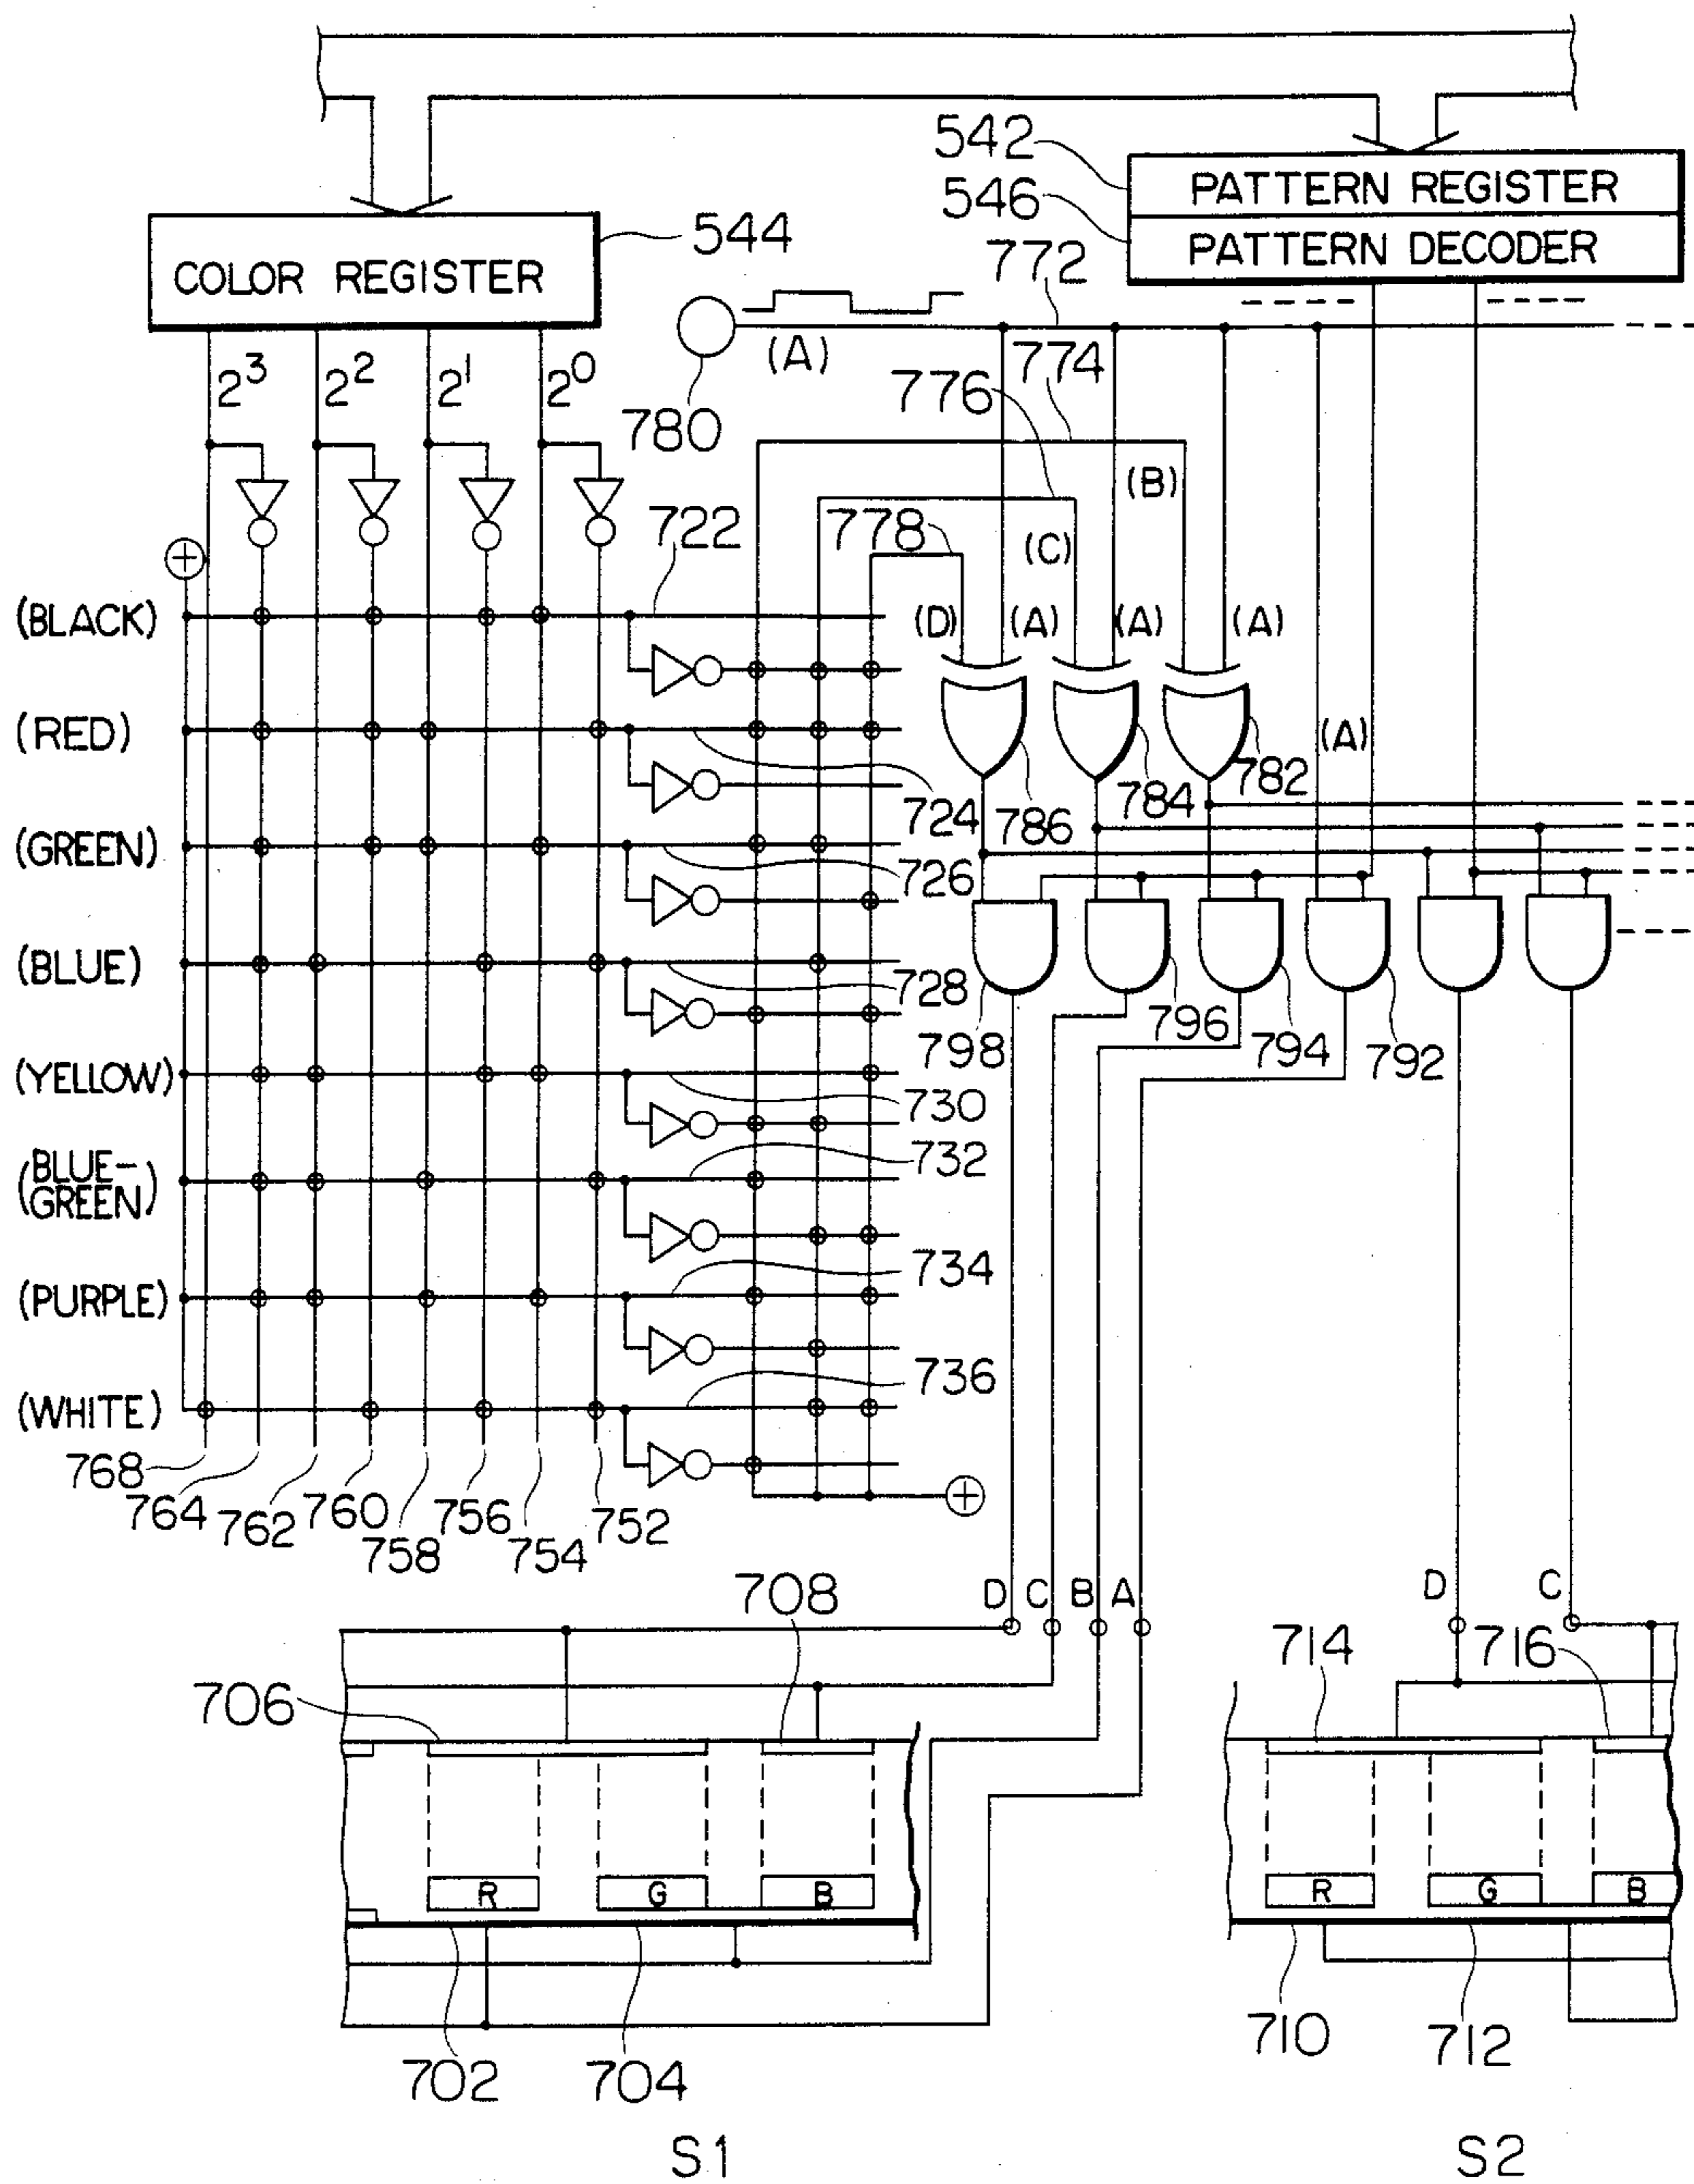 542
PATTERN REGISTER
546
PATTERN DECODER
544
COLOR REGISTER
772
(A)
2³
2²
2¹
2⁰
780
774
776
(B)
722
778
(C)
(BLACK)
(D)
(A)
(A)
(A)
(RED)
(A)
782
784
724
786
(GREEN)
726
(BLUE)
728
796
798
794
792
(YELLOW)
730
732
(BLUE-
GREEN)
734
(PURPLE)
736
(WHITE)
768
764
762
760
758
756
754
752
708
D
C
B
A
D
C
714
716
706
R
G
B
R
G
B
702
704
710
712
S1
S2